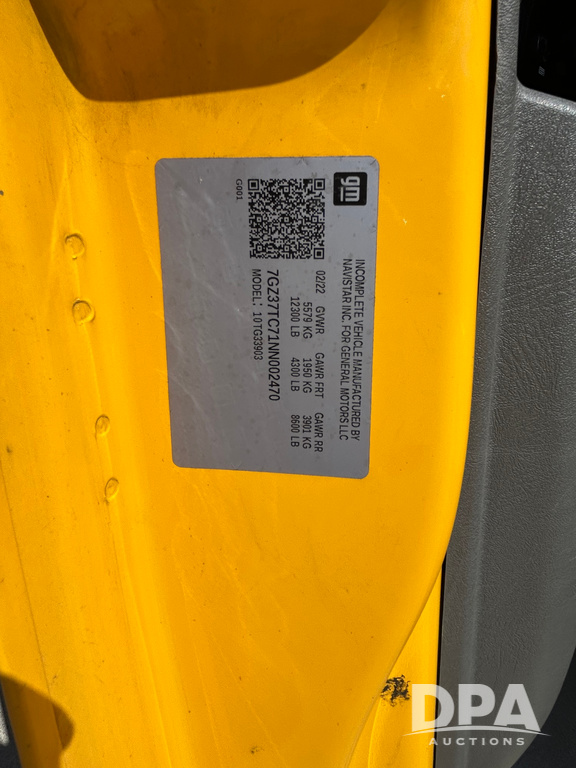 gm
INCOMPLETE VEHICLE MANUFACTURED BY
NAVISTAR INC. FOR GENERAL MOTORS LLC
02/22 GVWR GAWR FRT GAWR RR
5579 KG 1950 KG 3901 KG
12300 LB 4300 LB 8600 LB
7GZ37TC71NN002470
MODEL: 10TG33903
G001
DPA
AUCTIONS